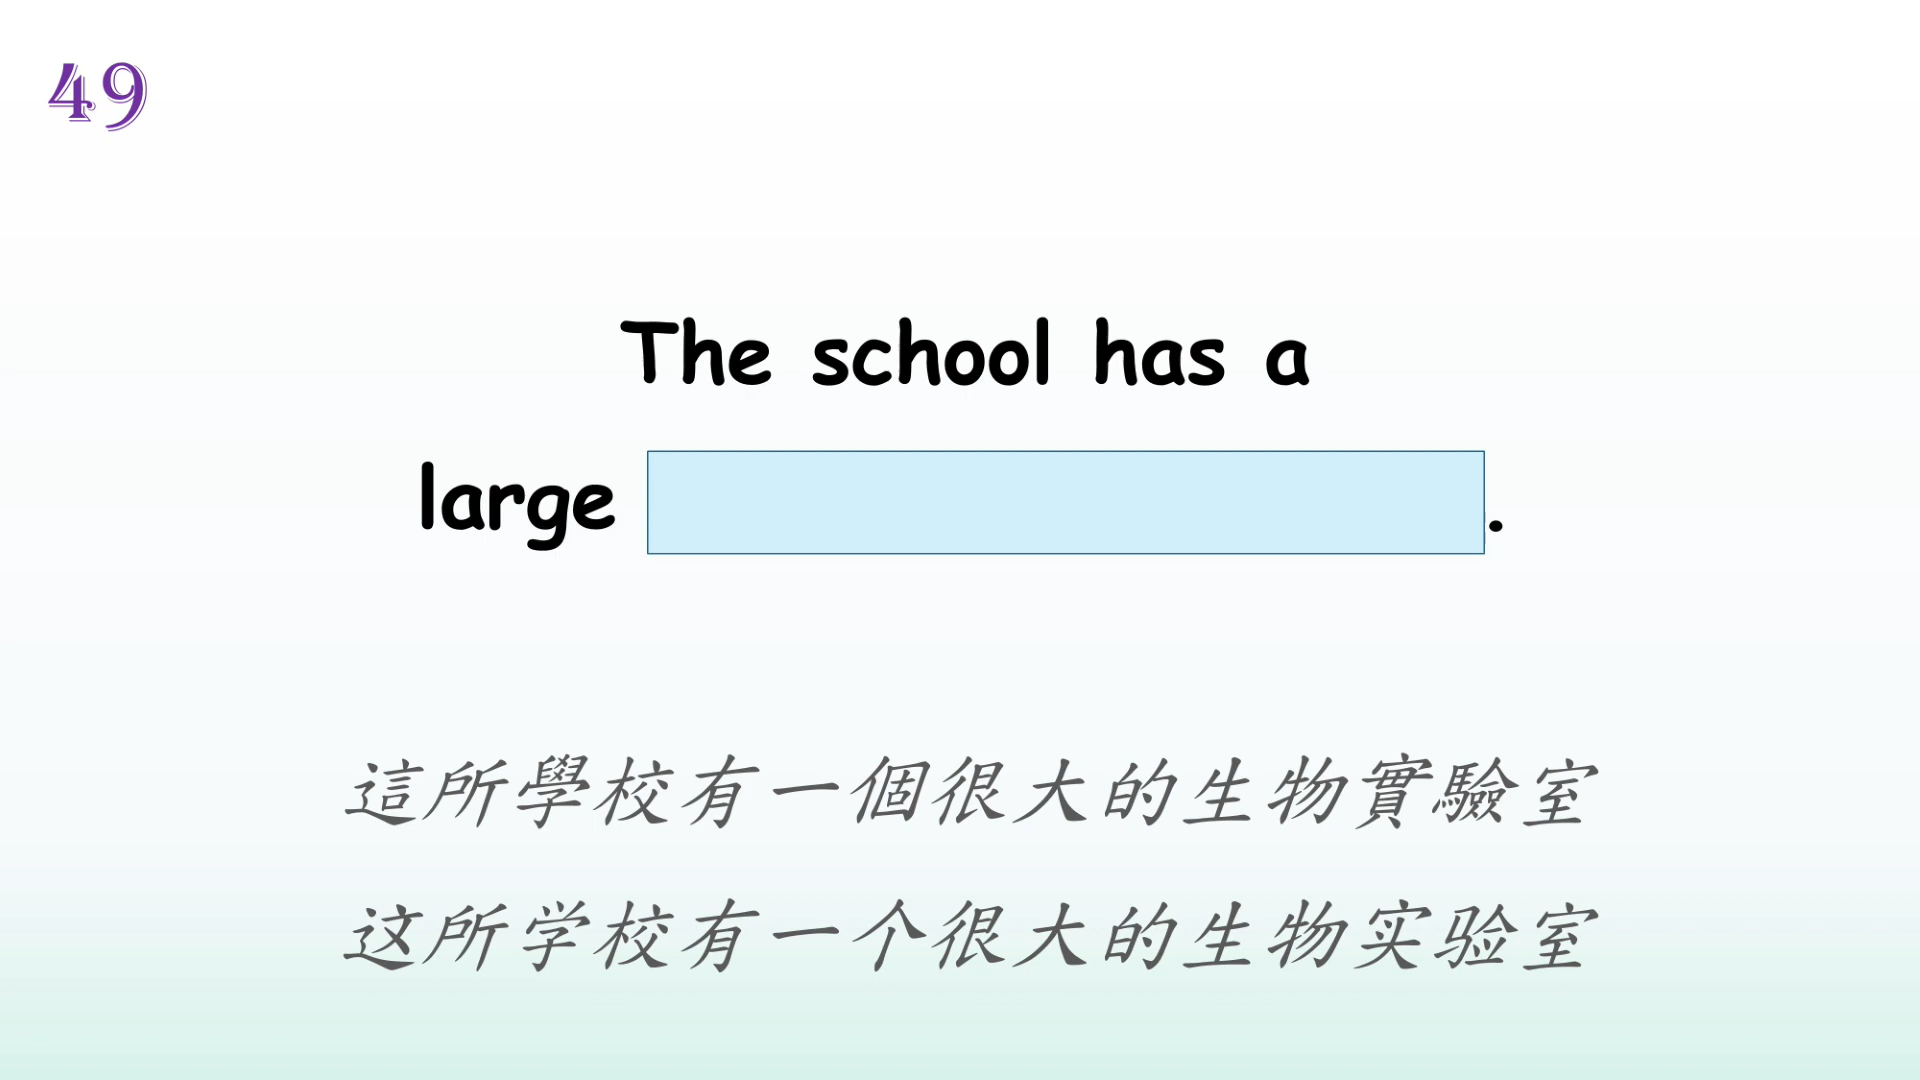 49
The school has a
large .
這所學校有一個很大的生物實驗室
这所学校有一个很大的生物实验室